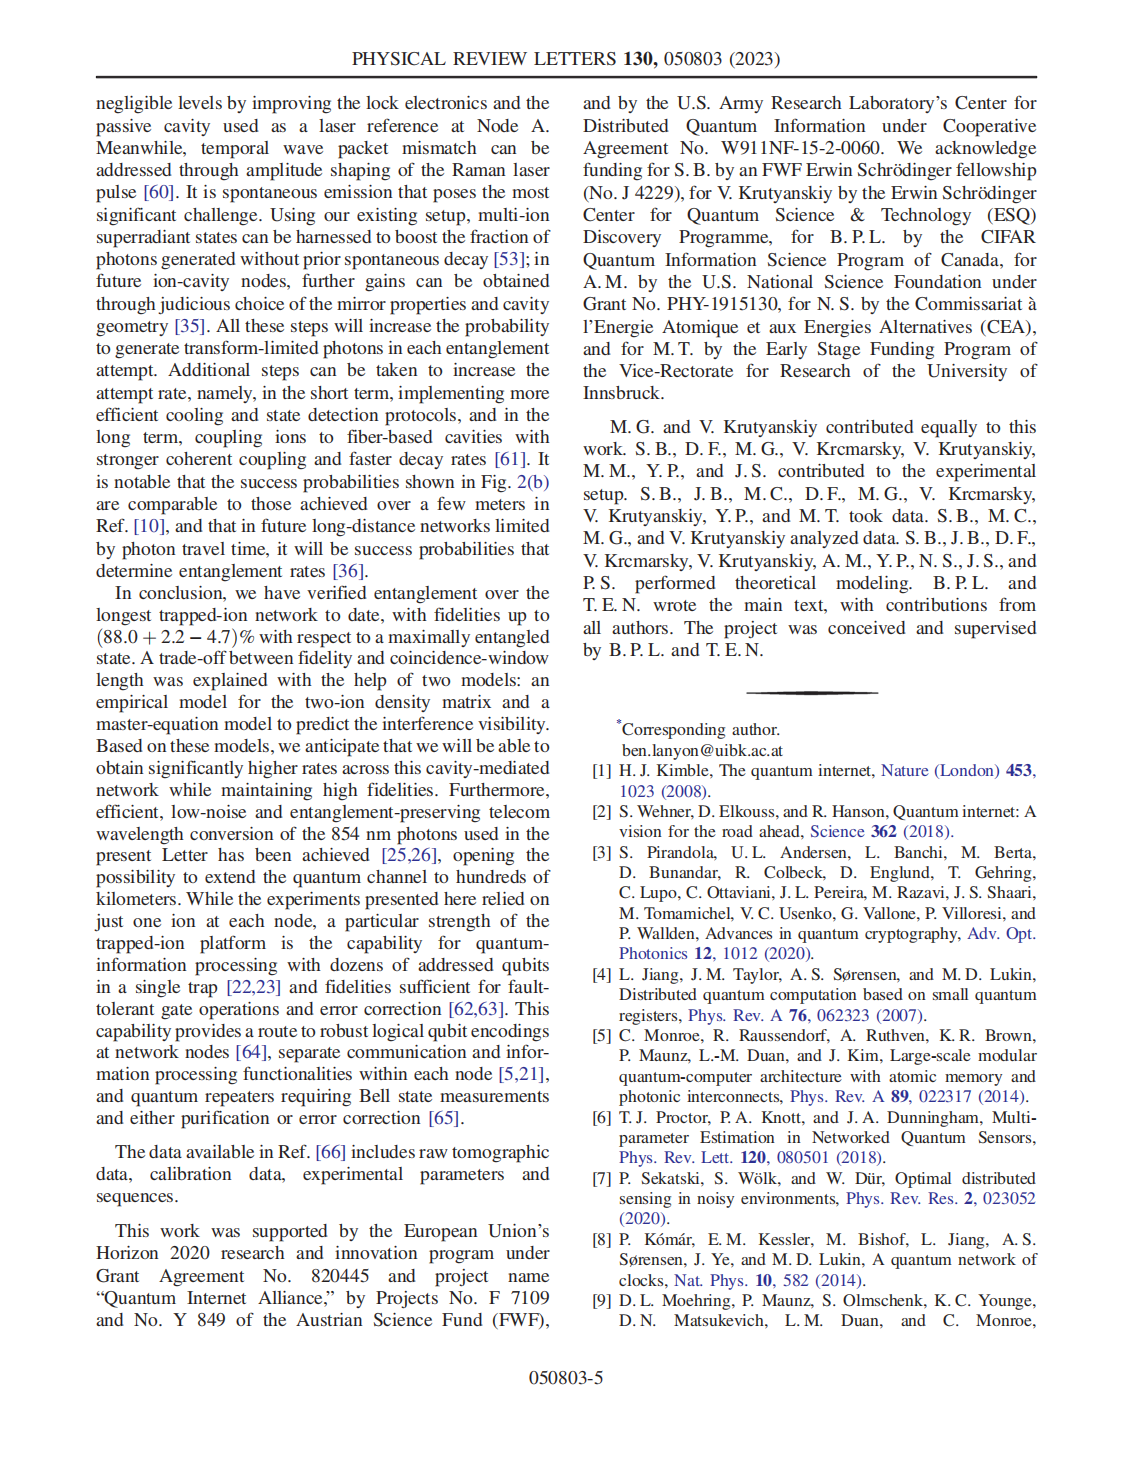 PHYSICAL REVIEW LETTERS 130, 050803 (2023)
negligible levels by improving the lock electronics and the
passive cavity used as a laser reference at Node A.
Meanwhile, temporal wave packet mismatch can be
addressed through amplitude shaping of the Raman laser
pulse [60]. It is spontaneous emission that poses the most
significant challenge. Using our existing setup, multi-ion
superradiant states can be harnessed to boost the fraction of
photons generated without prior spontaneous decay [53]; in
future ion-cavity nodes, further gains can be obtained
through judicious choice of the mirror properties and cavity
geometry [35]. All these steps will increase the probability
to generate transform-limited photons in each entanglement
attempt. Additional steps can be taken to increase the
attempt rate, namely, in the short term, implementing more
efficient cooling and state detection protocols, and in the
long term, coupling ions to fiber-based cavities with
stronger coherent coupling and faster decay rates [61]. It
is notable that the success probabilities shown in Fig. 2(b)
are comparable to those achieved over a few meters in
Ref. [10], and that in future long-distance networks limited
by photon travel time, it will be success probabilities that
determine entanglement rates [36].
In conclusion, we have verified entanglement over the
longest trapped-ion network to date, with fidelities up to
(88.0 + 2.2 − 4.7)% with respect to a maximally entangled
state. A trade-off between fidelity and coincidence-window
length was explained with the help of two models: an
empirical model for the two-ion density matrix and a
master-equation model to predict the interference visibility.
Based on these models, we anticipate that we will be able to
obtain significantly higher rates across this cavity-mediated
network while maintaining high fidelities. Furthermore,
efficient, low-noise and entanglement-preserving telecom
wavelength conversion of the 854 nm photons used in the
present Letter has been achieved [25,26], opening the
possibility to extend the quantum channel to hundreds of
kilometers. While the experiments presented here relied on
just one ion at each node, a particular strength of the
trapped-ion platform is the capability for quantum-
information processing with dozens of addressed qubits
in a single trap [22,23] and fidelities sufficient for fault-
tolerant gate operations and error correction [62,63]. This
capability provides a route to robust logical qubit encodings
at network nodes [64], separate communication and infor-
mation processing functionalities within each node [5,21],
and quantum repeaters requiring Bell state measurements
and either purification or error correction [65].
The data available in Ref. [66] includes raw tomographic
data, calibration data, experimental parameters and
sequences.
This work was supported by the European Union's
Horizon 2020 research and innovation program under
Grant Agreement No. 820445 and project name
“Quantum Internet Alliance,” by Projects No. F 7109
and No. Y 849 of the Austrian Science Fund (FWF),
and by the U.S. Army Research Laboratory's Center for
Distributed Quantum Information under Cooperative
Agreement No. W911NF-15-2-0060. We acknowledge
funding for S. B. by an FWF Erwin Schrödinger fellowship
(No. J 4229), for V. Krutyanskiy by the Erwin Schrödinger
Center for Quantum Science & Technology (ESQ)
Discovery Programme, for B. P. L. by the CIFAR
Quantum Information Science Program of Canada, for
A. M. by the U.S. National Science Foundation under
Grant No. PHY-1915130, for N. S. by the Commissariat à
l'Energie Atomique et aux Energies Alternatives (CEA),
and for M. T. by the Early Stage Funding Program of
the Vice-Rectorate for Research of the University of
Innsbruck.
M. G. and V. Krutyanskiy contributed equally to this
work. S. B., D. F., M. G., V. Krcmarsky, V. Krutyanskiy,
M. M., Y. P., and J. S. contributed to the experimental
setup. S. B., J. B., M. C., D. F., M. G., V. Krcmarsky,
V. Krutyanskiy, Y. P., and M. T. took data. S. B., M. C.,
M. G., and V. Krutyanskiy analyzed data. S. B., J. B., D. F.,
V. Krcmarsky, V. Krutyanskiy, A. M., Y. P., N. S., J. S., and
P. S. performed theoretical modeling. B. P. L. and
T. E. N. wrote the main text, with contributions from
all authors. The project was conceived and supervised
by B. P. L. and T. E. N.
*Corresponding author.
ben.lanyon@uibk.ac.at
[1] H. J. Kimble, The quantum internet, Nature (London) 453,
1023 (2008).
[2] S. Wehner, D. Elkouss, and R. Hanson, Quantum internet: A
vision for the road ahead, Science 362 (2018).
[3] S. Pirandola, U. L. Andersen, L. Banchi, M. Berta,
D. Bunandar, R. Colbeck, D. Englund, T. Gehring,
C. Lupo, C. Ottaviani, J. L. Pereira, M. Razavi, J. S. Shaari,
M. Tomamichel, V. C. Usenko, G. Vallone, P. Villoresi, and
P. Wallden, Advances in quantum cryptography, Adv. Opt.
Photonics 12, 1012 (2020).
[4] L. Jiang, J. M. Taylor, A. S. Sørensen, and M. D. Lukin,
Distributed quantum computation based on small quantum
registers, Phys. Rev. A 76, 062323 (2007).
[5] C. Monroe, R. Raussendorf, A. Ruthven, K. R. Brown,
P. Maunz, L.-M. Duan, and J. Kim, Large-scale modular
quantum-computer architecture with atomic memory and
photonic interconnects, Phys. Rev. A 89, 022317 (2014).
[6] T. J. Proctor, P. A. Knott, and J. A. Dunningham, Multi-
parameter Estimation in Networked Quantum Sensors,
Phys. Rev. Lett. 120, 080501 (2018).
[7] P. Sekatski, S. Wölk, and W. Dür, Optimal distributed
sensing in noisy environments, Phys. Rev. Res. 2, 023052
(2020).
[8] P. Kómár, E. M. Kessler, M. Bishof, L. Jiang, A. S.
Sørensen, J. Ye, and M. D. Lukin, A quantum network of
clocks, Nat. Phys. 10, 582 (2014).
[9] D. L. Moehring, P. Maunz, S. Olmschenk, K. C. Younge,
D. N. Matsukevich, L. M. Duan, and C. Monroe,
050803-5